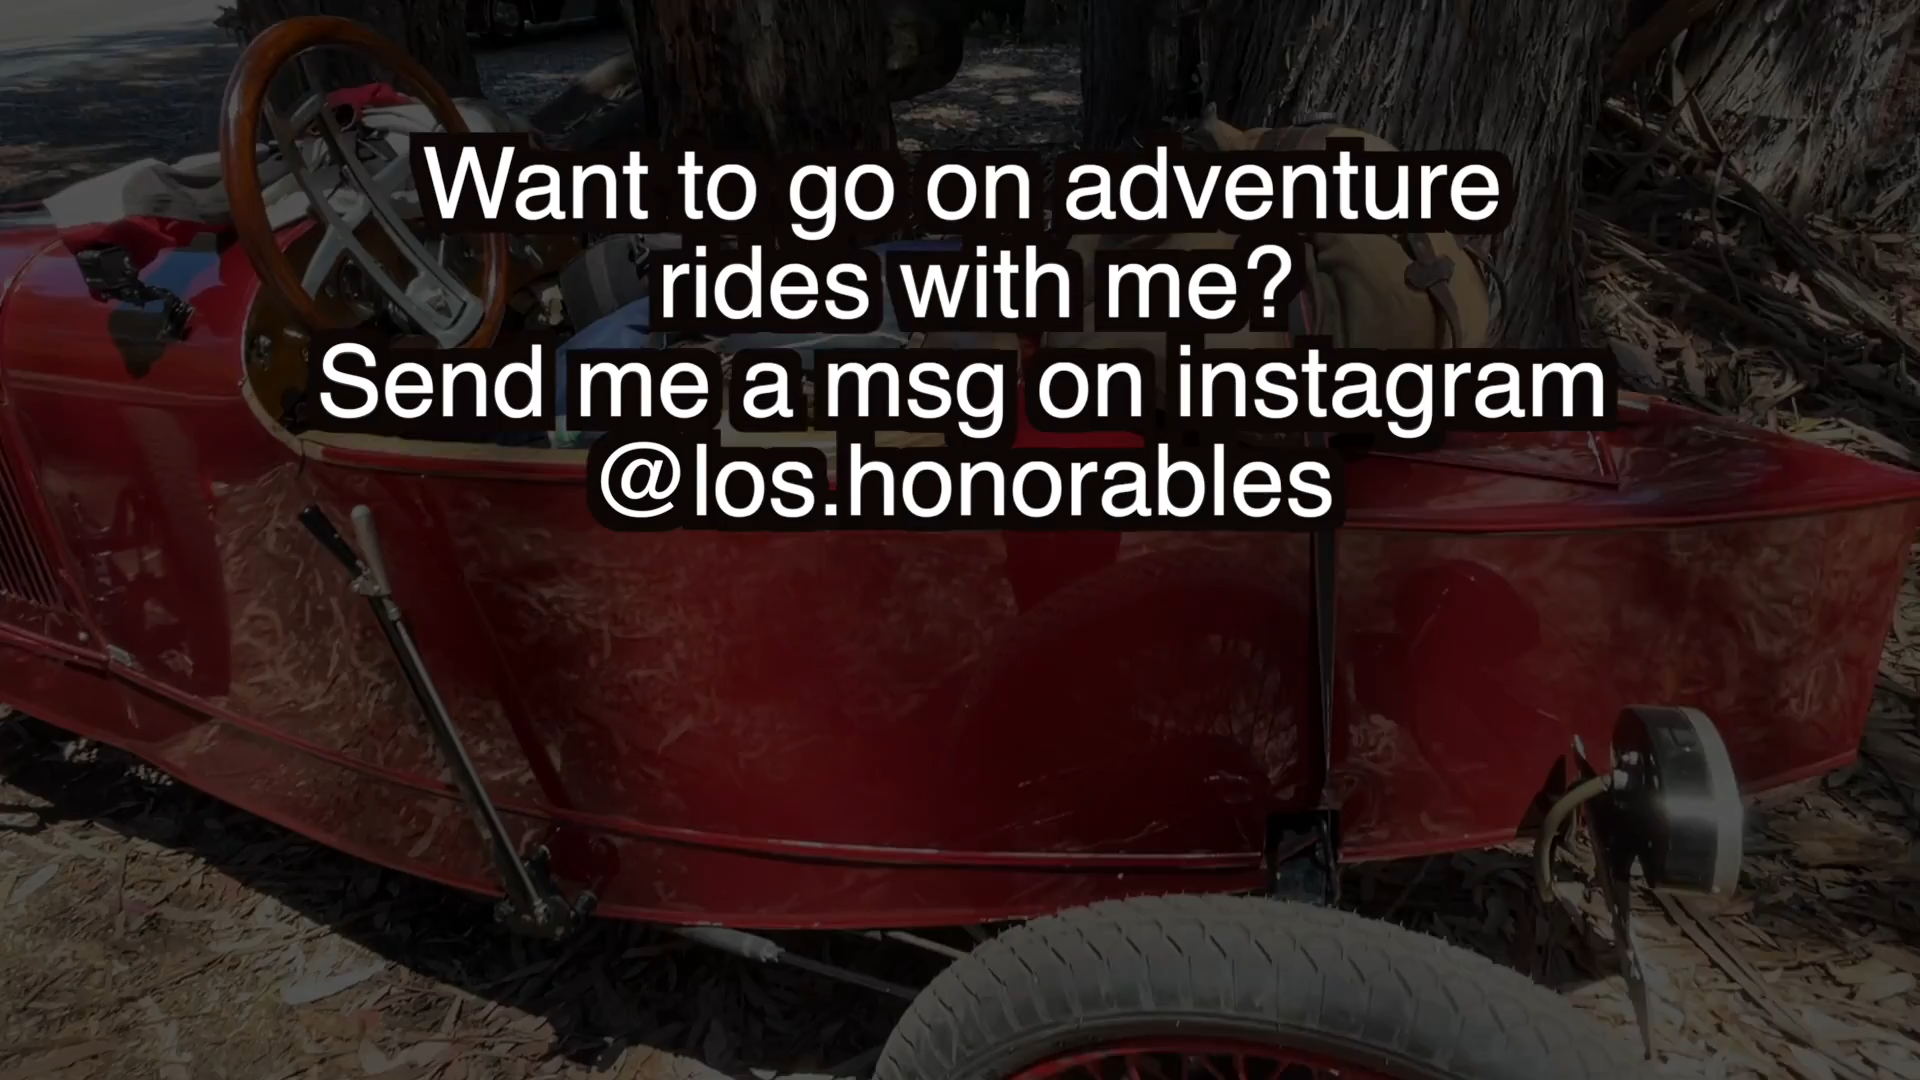 Want to go on adventure
rides with me?
Send me a msg on instagram
@los.honorables